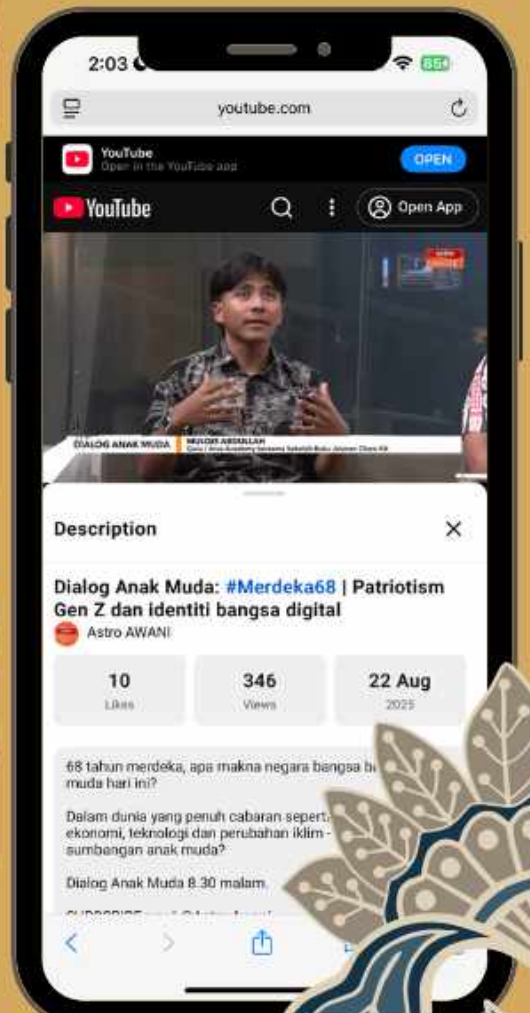 2:03
youtube.com
YouTube
Open in the YouTube app
OPEN
YouTube
Open App
DIALOG ANAK MUDA
ABDULLAH
Description
Dialog Anak Muda: #Merdeka68 | Patriotism
Gen Z dan identiti bangsa digital
Astro AWANI
10
346
22 Aug
Likes
Views
2025
68 tahun merdeka, apa makna negara bangsa
muda hari ini?
Dalam dunia yang penuh cabaran
ekonomi, teknologi dan perubahan iklim -
sumbangan anak muda?
Dialog Anak Muda 8.30 malam.